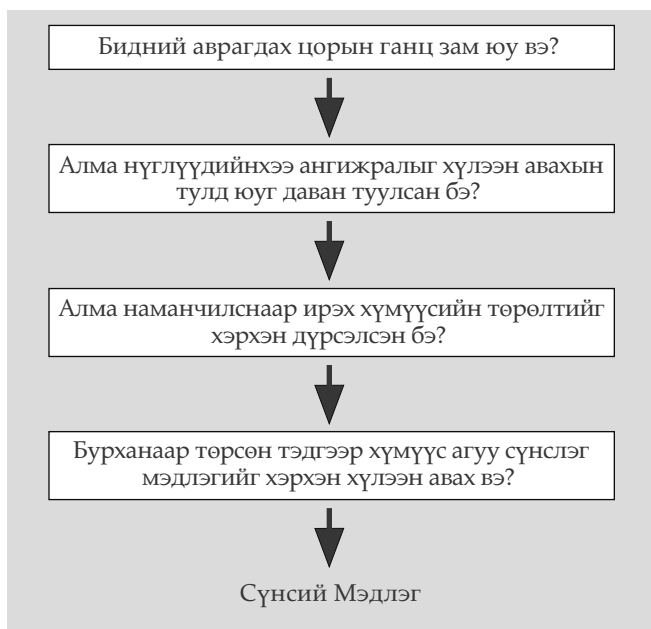 Бидний аврагдах цорын ганц зам юу вэ?
Алма нүглүүдийнхээ ангижралыг хүлээн авахын
тулд юуг даван туулсан бэ?
Алма наманчилснаар ирэх хүмүүсийн төрөлтийг
хэрхэн дүрсэлсэн бэ?
Бурханаар төрсөн тэдгээр хүмүүс агуу сүнслэг
мэдлэгийг хэрхэн хүлээн авах вэ?
Сүнсий Мэдлэг